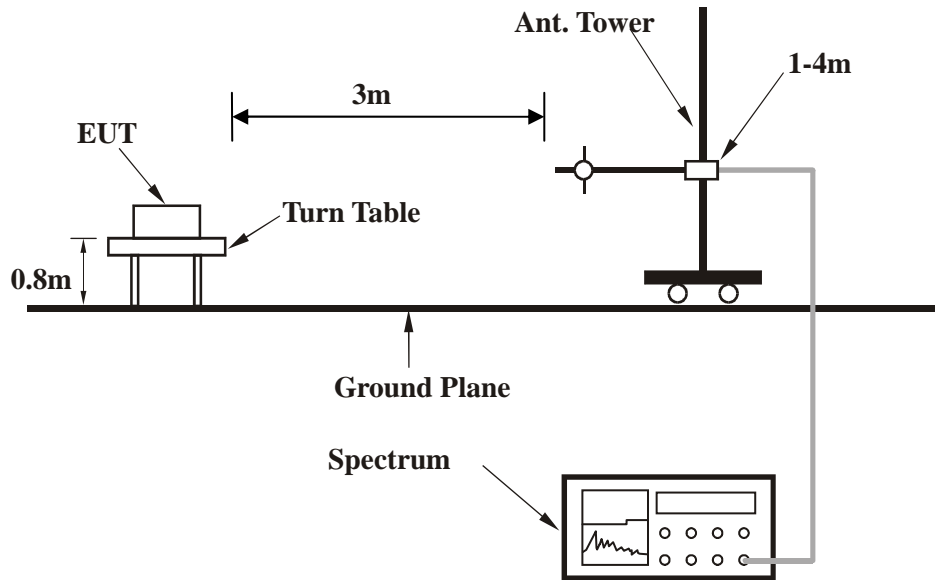 Ant. Tower
1-4m
3m
EUT
Turn Table
0.8m
Ground Plane
Spectrum